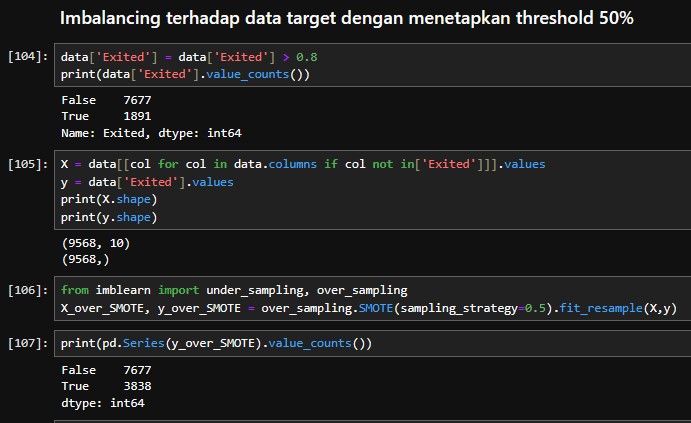 Imbalancing terhadap data target dengan menetapkan threshold 50%
[104]: data['Exited'] = data['Exited'] > 0.8
print(data['Exited'].value_counts())
False    7677
True     1891
Name: Exited, dtype: int64
[105]: X = data[[col for col in data.columns if col not in['Exited']]].values
y = data['Exited'].values
print(X.shape)
print(y.shape)
(9568, 10)
(9568,)
[106]: from imblearn import under_sampling, over_sampling
X_over_SMOTE, y_over_SMOTE = over_sampling.SMOTE(sampling_strategy=0.5).fit_resample(X,y)
[107]: print(pd.Series(y_over_SMOTE).value_counts())
False    7677
True     3838
dtype: int64